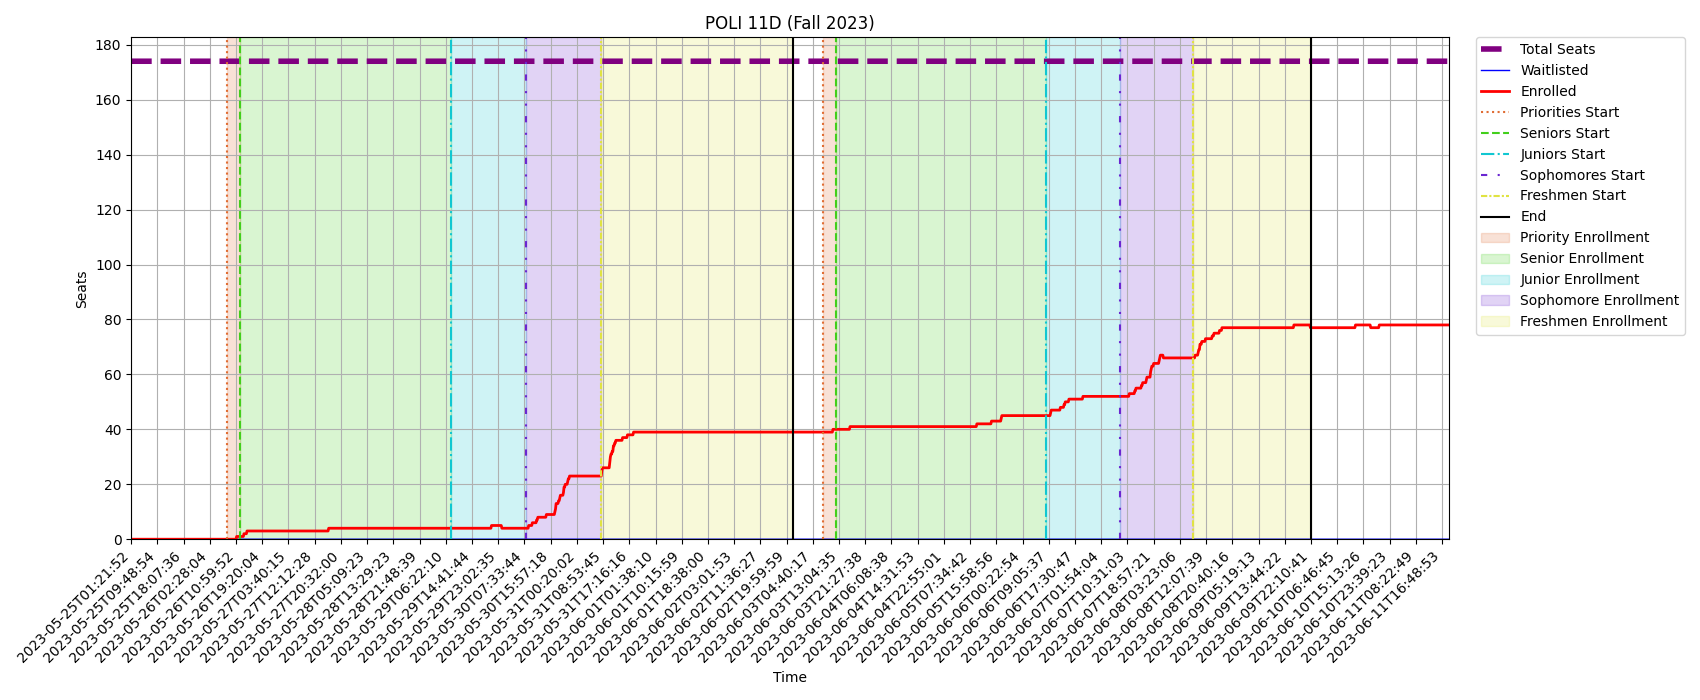 POLI 11D (Fall 2023)
180
160
140
120
100
80
60
40
20
0
Seats
2023-05-25T01:21:52
2023-05-25T09:48:54
2023-05-25T18:07:36
2023-05-26T02:28:04
2023-05-26T10:59:52
2023-05-26T19:20:04
2023-05-27T03:40:15
2023-05-27T12:12:28
2023-05-27T20:32:00
2023-05-28T05:09:23
2023-05-28T13:29:23
2023-05-28T21:48:39
2023-05-29T06:22:10
2023-05-29T14:41:44
2023-05-29T23:02:35
2023-05-30T07:33:44
2023-05-30T15:57:18
2023-05-31T00:20:02
2023-05-31T08:53:45
2023-05-31T17:16:16
2023-06-01T01:38:10
2023-06-01T10:15:59
2023-06-01T18:38:00
2023-06-02T03:01:53
2023-06-02T11:36:27
2023-06-02T19:59:59
2023-06-03T04:40:17
2023-06-03T13:04:35
2023-06-03T21:27:38
2023-06-04T06:08:38
2023-06-04T14:31:53
2023-06-04T22:55:01
2023-06-05T07:34:42
2023-06-05T15:58:56
2023-06-06T00:22:54
2023-06-06T09:05:37
2023-06-06T17:30:47
2023-06-07T01:54:04
2023-06-07T10:31:03
2023-06-07T18:57:21
2023-06-08T03:23:06
2023-06-08T12:07:39
2023-06-08T20:40:16
2023-06-09T05:19:13
2023-06-09T13:44:22
2023-06-09T22:10:41
2023-06-10T06:46:45
2023-06-10T15:13:26
2023-06-10T23:39:23
2023-06-11T08:22:49
2023-06-11T16:48:53
Time
Total Seats
Waitlisted
Enrolled
Priorities Start
Seniors Start
Juniors Start
Sophomores Start
Freshmen Start
End
Priority Enrollment
Senior Enrollment
Junior Enrollment
Sophomore Enrollment
Freshmen Enrollment